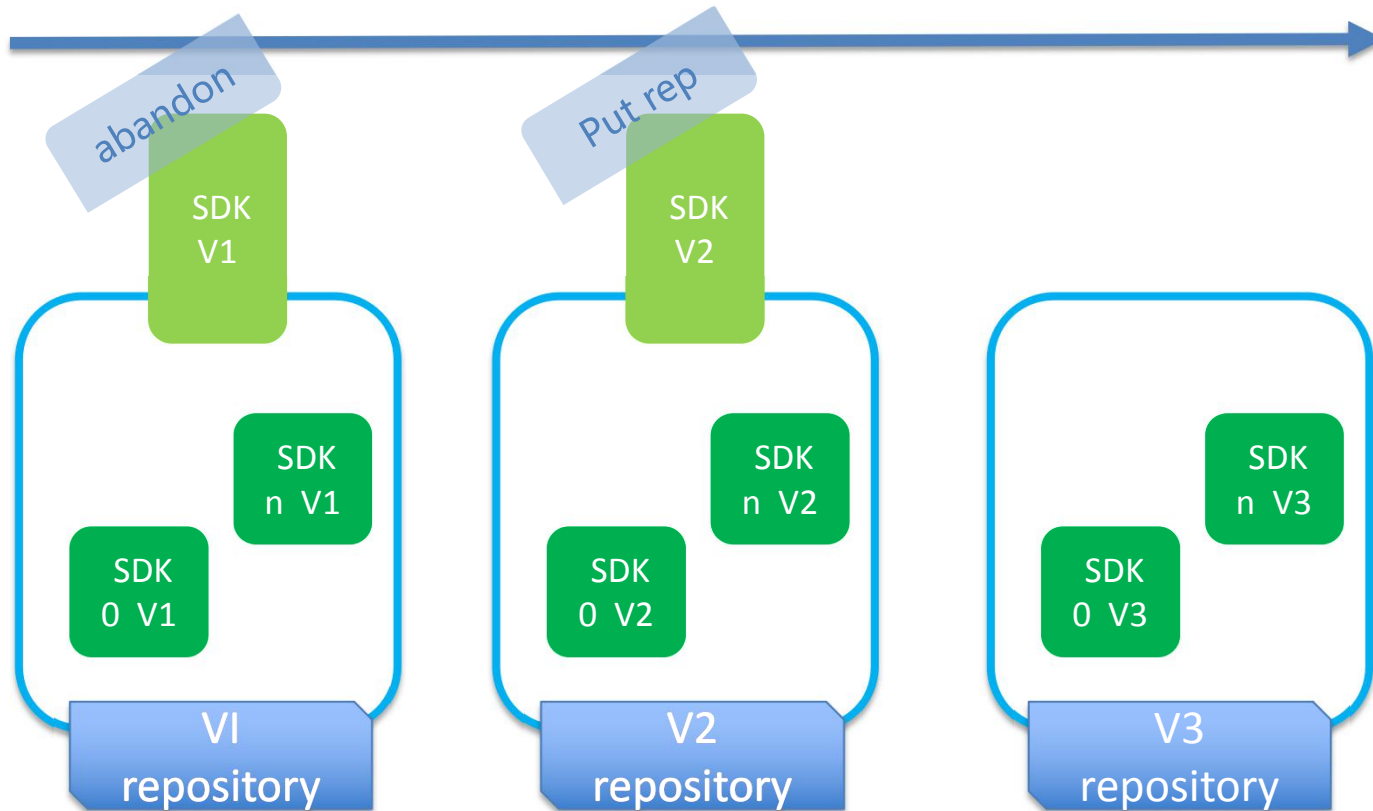 abandon
Put rep
SDK
V1
SDK
V2
SDK
n V1
SDK
n V2
SDK
n V3
SDK
0 V1
SDK
0 V2
SDK
0 V3
VI
repository
V2
repository
V3
repository